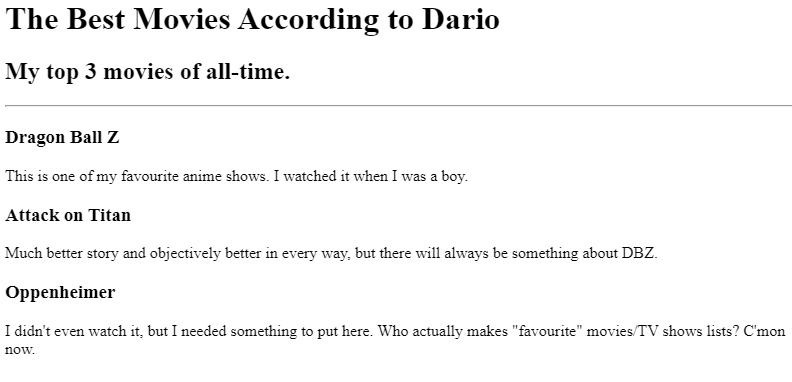 The Best Movies According to Dario
My top 3 movies of all-time.
Dragon Ball Z
This is one of my favourite anime shows. I watched it when I was a boy.
Attack on Titan
Much better story and objectively better in every way, but there will always be something about DBZ.
Oppenheimer
I didn't even watch it, but I needed something to put here. Who actually makes "favourite" movies/TV shows lists? C'mon
now.